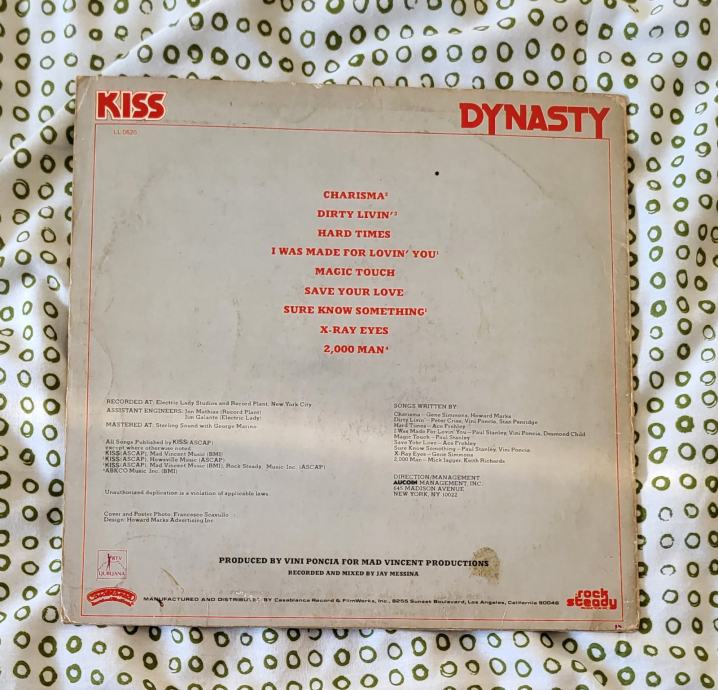 KISS
DYNASTY
LL 0520
CHARISMA²
DIRTY LIVIN'³
HARD TIMES
I WAS MADE FOR LOVIN' YOU¹
MAGIC TOUCH
SAVE YOUR LOVE
SURE KNOW SOMETHING¹
X-RAY EYES
2,000 MAN⁴
RECORDED AT: Electric Lady Studios and Record Plant, New York City
ASSISTANT ENGINEERS: Jon Mathias (Record Plant)
Jim Galante (Electric Lady)
MASTERED AT: Sterling Sound with George Marino
All Songs Published by KISS(ASCAP)
except where otherwise noted
¹KISS(ASCAP), Mad Vincent Music (BMI)
²KISS(ASCAP), Howsville Music (ASCAP)
³KISS(ASCAP), Mad Vincent Music (BMI), Rock Steady Music Inc. (ASCAP)
⁴ABKCO Music Inc. (BMI)
Unauthorized duplication is a violation of applicable laws
Cover and Poster Photo: Francesco Scavullo
Design: Howard Marks Advertising Inc
SONGS WRITTEN BY:
Charisma—Gene Simmons, Howard Marks
Dirty Livin'—Peter Criss, Vini Poncia, Stan Penridge
Hard Times—Ace Frehley
I Was Made For Lovin' You—Paul Stanley, Vini Poncia, Desmond Child
Magic Touch—Paul Stanley
Save Your Love—Ace Frehley
Sure Know Something—Paul Stanley, Vini Poncia
X-Ray Eyes—Gene Simmons
2,000 Man—Mick Jagger, Keith Richards
DIRECTION/MANAGEMENT
AUCOIN MANAGEMENT, INC.
645 MADISON AVENUE
NEW YORK, NY 10022
RTV
LJUBLJANA
PRODUCED BY VINI PONCIA FOR MAD VINCENT PRODUCTIONS
RECORDED AND MIXED BY JAY MESSINA
Casablanca
MANUFACTURED AND DISTRIBUTED BY Casablanca Record & FilmWorks, Inc., 8255 Sunset Boulevard, Los Angeles, California 90046
rock
steady